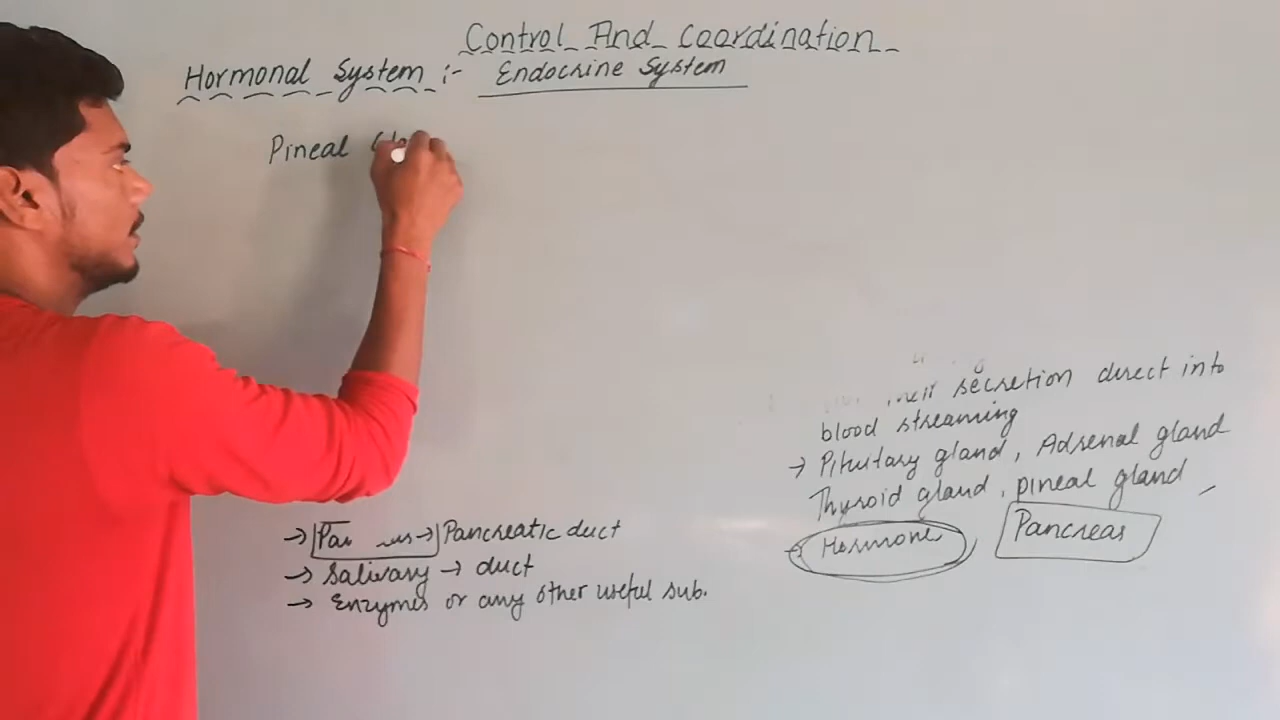 Control And Coordination
Hormonal System :- Endocrine System
Pineal
secretion direct into
blood streaming
→ Pituitary gland, Adrenal gland
Thyroid gland, pineal gland
→ Hormone Pancreas
→ Pancreatic duct
→ Salivary → duct
→ Enzymes or any other useful sub.